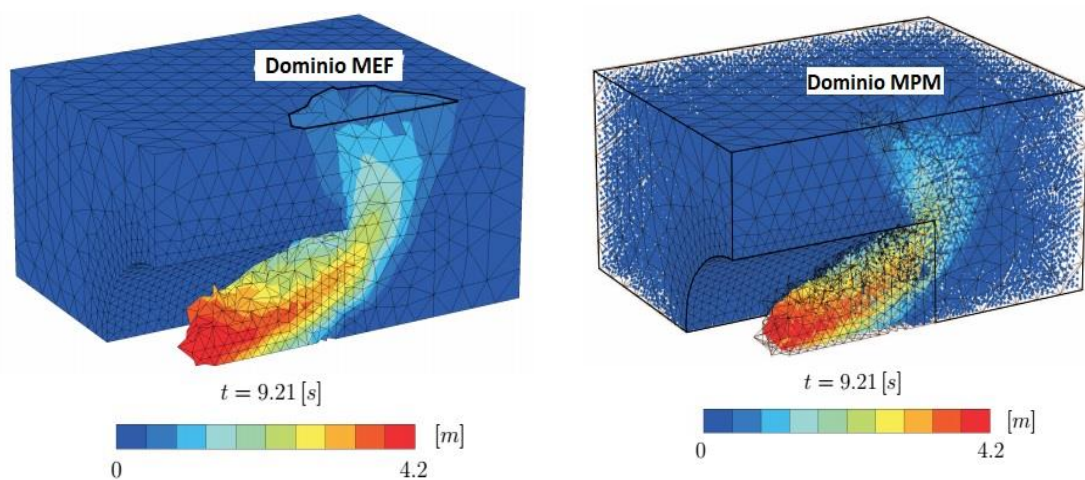 Dominio MEF
Dominio MPM
t = 9.21 [s]
[m]
0
4.2
t = 9.21 [s]
[m]
0
4.2